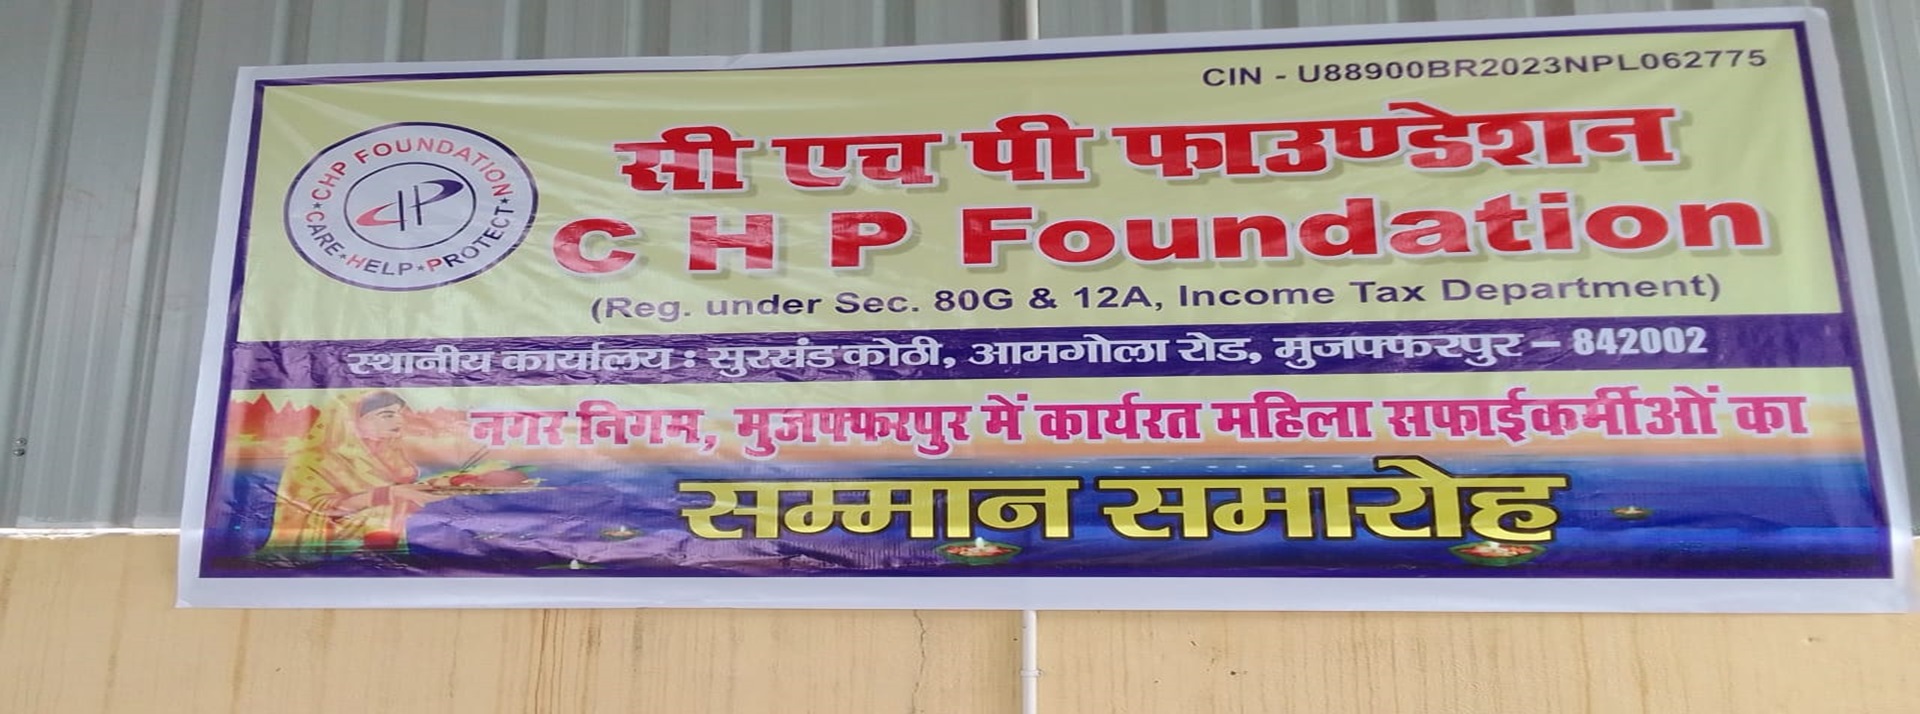 CIN - U88900BR2023NPL062775
सी एच पी फाउण्डेशन
CHP FOUNDATION
CARE★HELP★PROTECT
CHP
C H P Foundation
(Reg. under Sec. 80G & 12A, Income Tax Department)
स्थानीय कार्यालय : सुरसंड कोठी, आमगोला रोड, मुजफ्फरपुर – 842002
नगर निगम, मुजफ्फरपुर में कार्यरत महिला सफाईकर्मीओं का
सम्मान समारोह